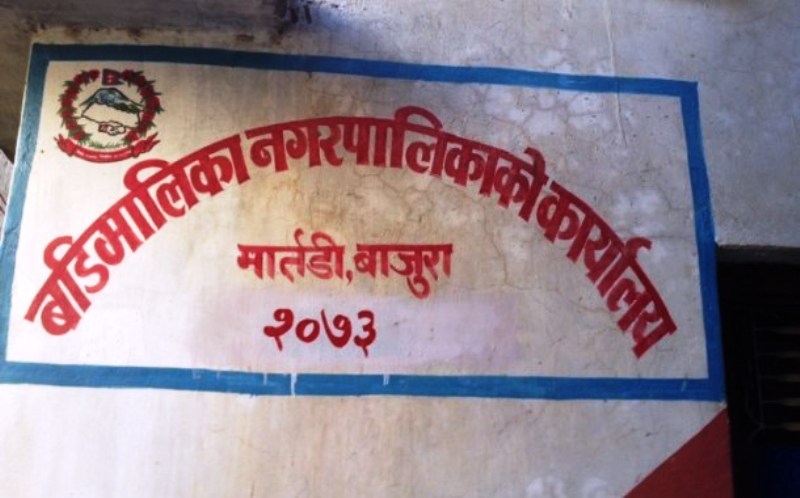 बडिमालिका नगरपालिकाको कार्यालय
मार्तडी, बाजुरा
२०७३